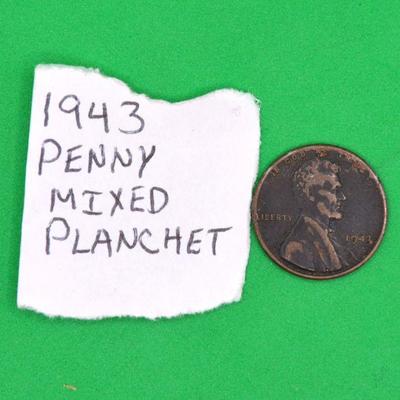 1943
PENNY
MIXED
PLANCHET
LIBERTY
1943